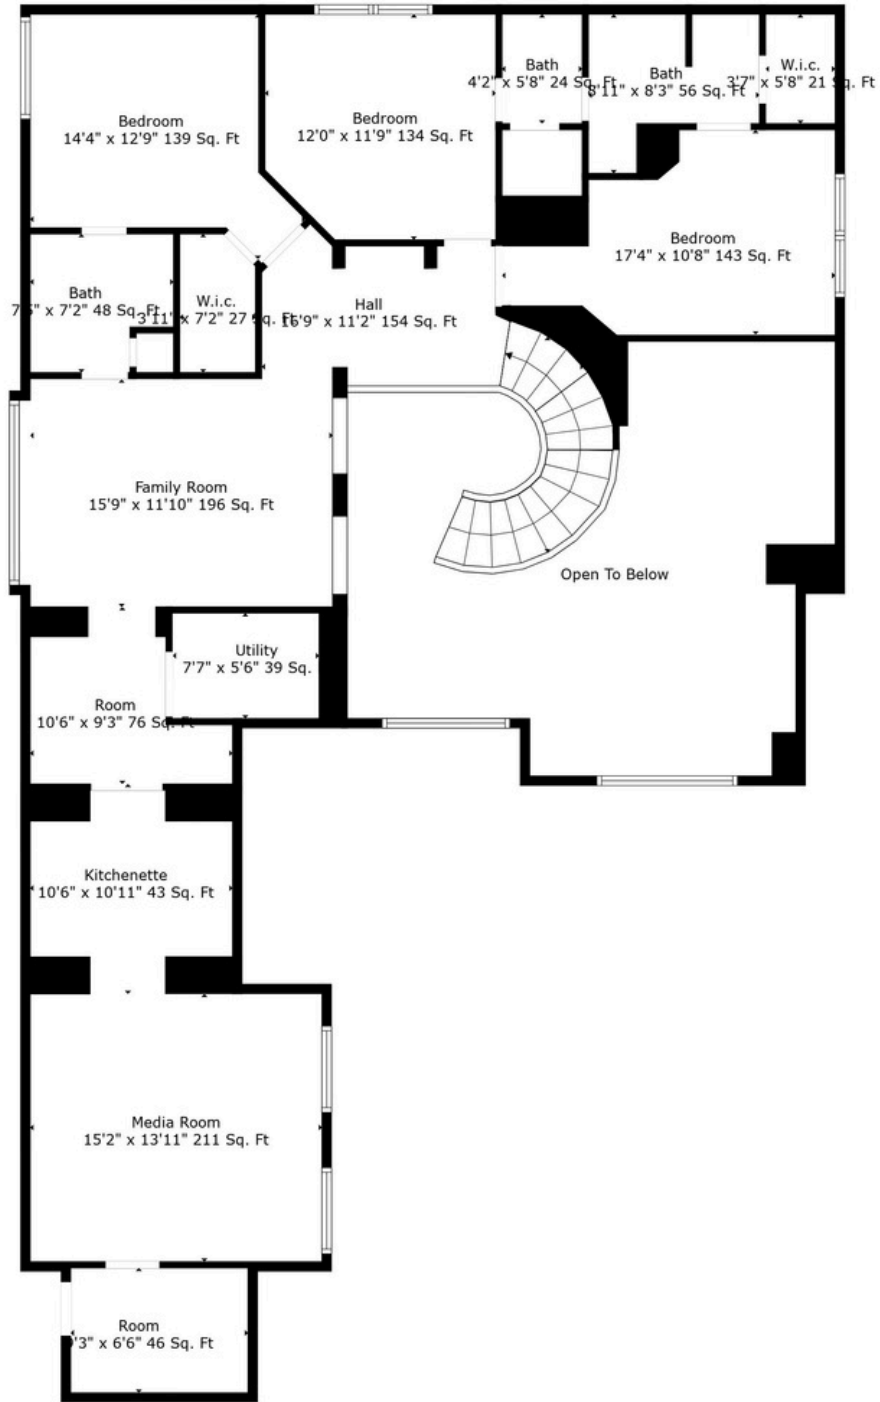 Bath
4'2" x 5'8" 24 Sq. Ft
Bath
8'11" x 8'3" 56 Sq. Ft
W.i.c.
3'7" x 5'8" 21 Sq. Ft
Bedroom
14'4" x 12'9" 139 Sq. Ft
Bedroom
12'0" x 11'9" 134 Sq. Ft
Bedroom
17'4" x 10'8" 143 Sq. Ft
Bath
x 7'2" 48 Sq. Ft
W.i.c.
3'11" x 7'2" 27 Sq. Ft
Hall
16'9" x 11'2" 154 Sq. Ft
Family Room
15'9" x 11'10" 196 Sq. Ft
Open To Below
Utility
7'7" x 5'6" 39 Sq.
Room
10'6" x 9'3" 76 Sq. Ft
Kitchenette
10'6" x 10'11" 43 Sq. Ft
Media Room
15'2" x 13'11" 211 Sq. Ft
Room
'3" x 6'6" 46 Sq. Ft